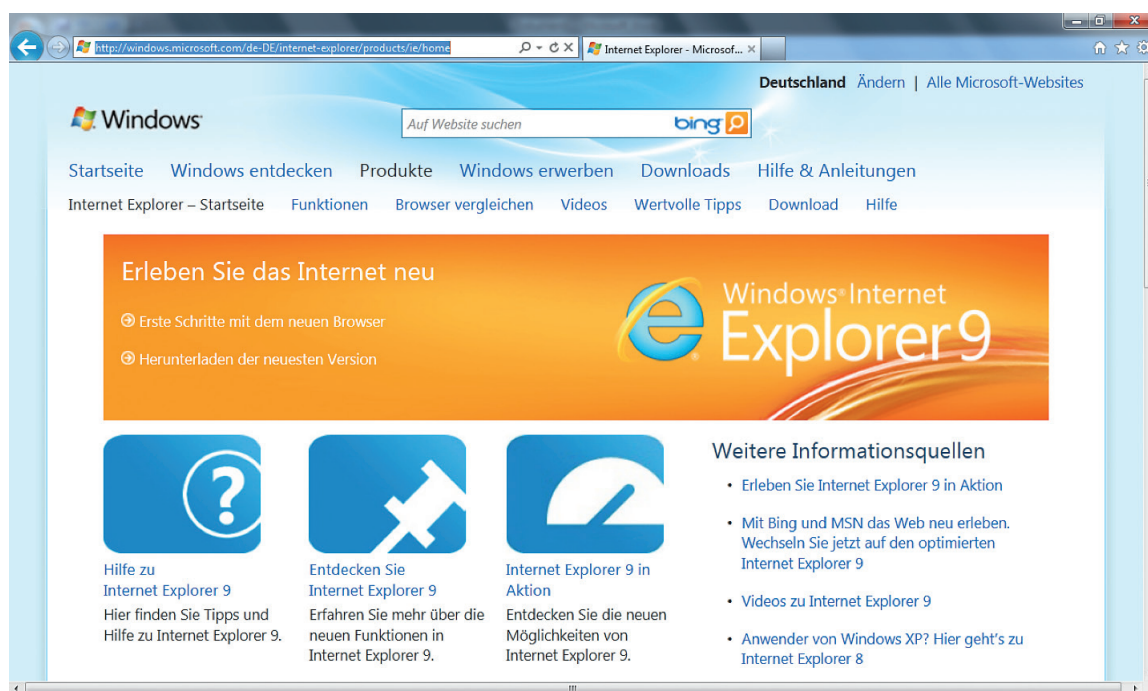 http://windows.microsoft.com/de-DE/internet-explorer/products/ie/home
Internet Explorer - Microsof...
Deutschland Ändern | Alle Microsoft-Websites
Windows
Auf Website suchen
bing
Startseite Windows entdecken Produkte Windows erwerben Downloads Hilfe & Anleitungen
Internet Explorer – Startseite Funktionen Browser vergleichen Videos Wertvolle Tipps Download Hilfe
Erleben Sie das Internet neu
Erste Schritte mit dem neuen Browser
Herunterladen der neuesten Version
Windows Internet
Explorer 9
Hilfe zu
Internet Explorer 9
Hier finden Sie Tipps und
Hilfe zu Internet Explorer 9.
Entdecken Sie
Internet Explorer 9
Erfahren Sie mehr über die
neuen Funktionen in
Internet Explorer 9.
Internet Explorer 9 in
Aktion
Entdecken Sie die neuen
Möglichkeiten von
Internet Explorer 9.
Weitere Informationsquellen
• Erleben Sie Internet Explorer 9 in Aktion
• Mit Bing und MSN das Web neu erleben.
Wechseln Sie jetzt auf den optimierten
Internet Explorer 9
• Videos zu Internet Explorer 9
• Anwender von Windows XP? Hier geht's zu
Internet Explorer 8